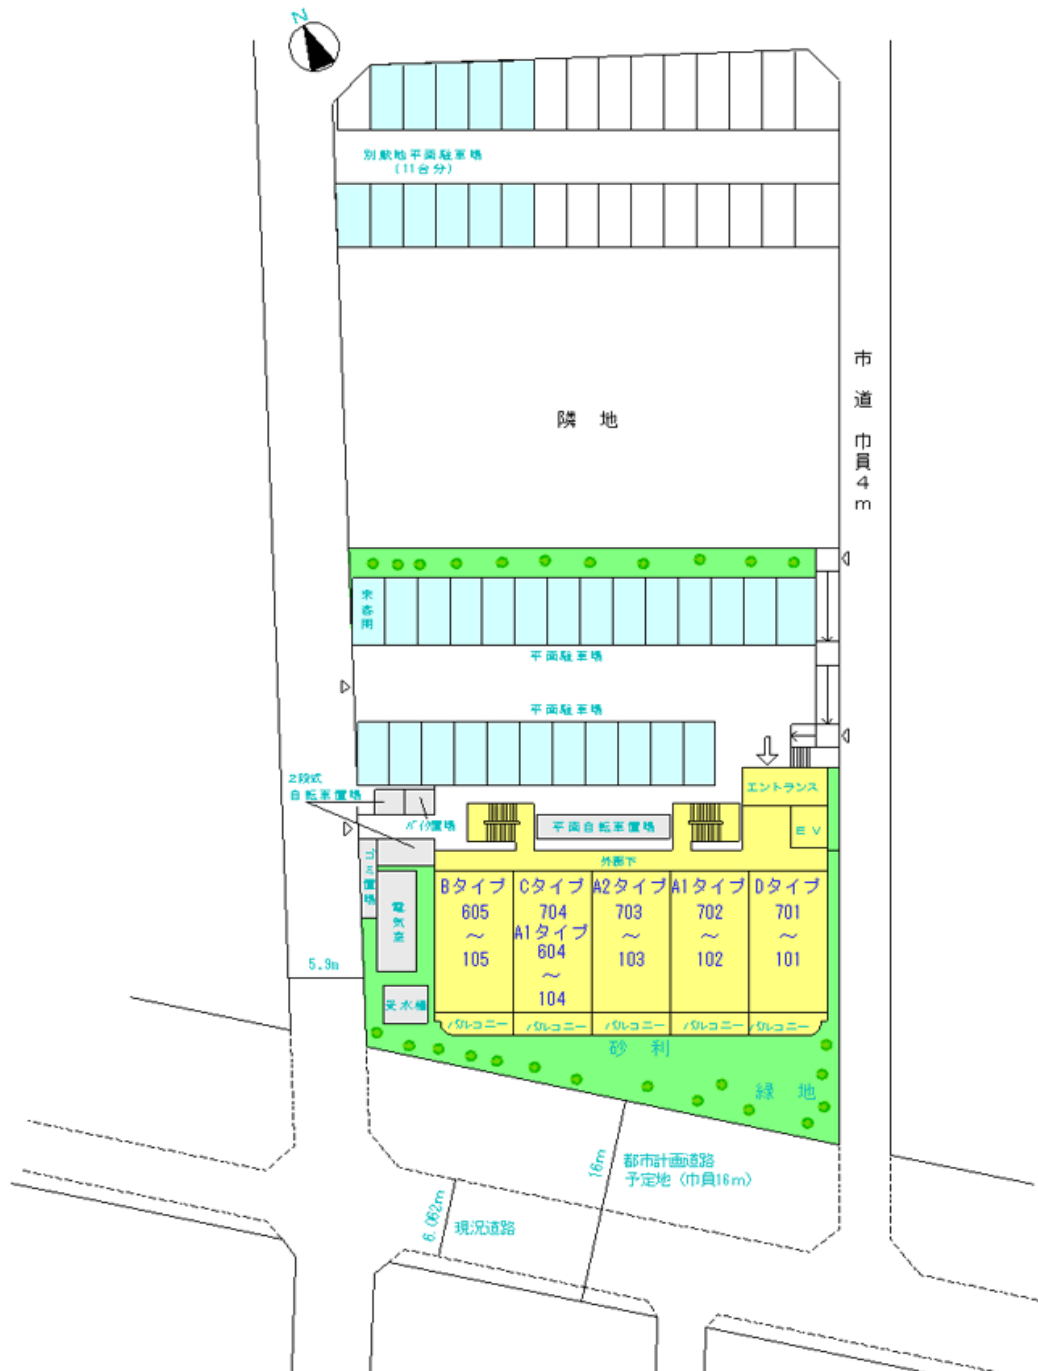 N
別敷地平面駐車場
(11台分)
市道 巾員4m
隣 地
来客用
平面駐車場
平面駐車場
2段式
自転車置場
バイク置場
エントランス
EV
平面自転車置場
外廊下
ゴミ置場
電気室
受水槽
5.9m
Bタイプ
605
~
105
Cタイプ
704
A1タイプ
604
~
104
A2タイプ
703
~
103
A1タイプ
702
~
102
Dタイプ
701
~
101
バルコニー
バルコニー
バルコニー
バルコニー
バルコニー
砂 利
緑 地
16m
都市計画道路
予定地(巾員16m)
6.062m
現況道路